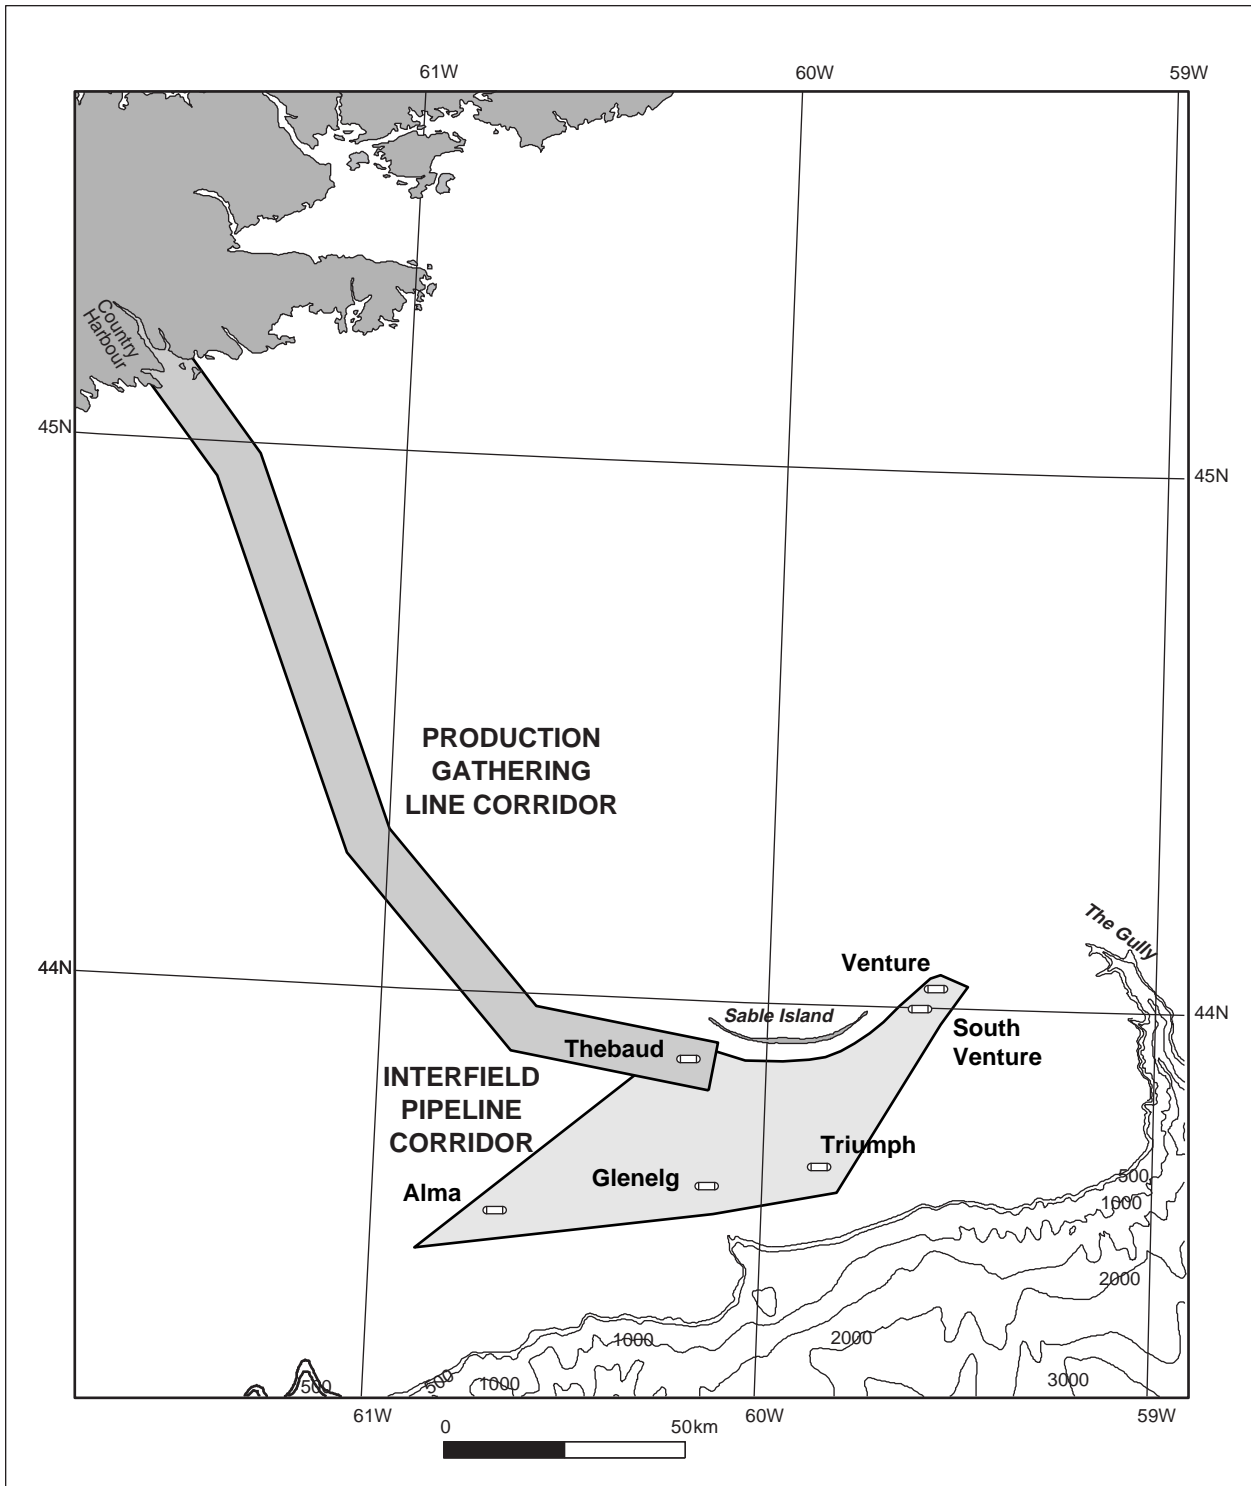 61W
60W
59W
Country
Harbour
45N
45N
PRODUCTION
GATHERING
LINE CORRIDOR
The Gully
44N
Venture
44N
Sable Island
South
Venture
Thebaud
INTERFIELD
PIPELINE
CORRIDOR
Triumph
Glenelg
Alma
500
1000
2000
1000
2000
500
500
1000
3000
61W
60W
59W
0
50km